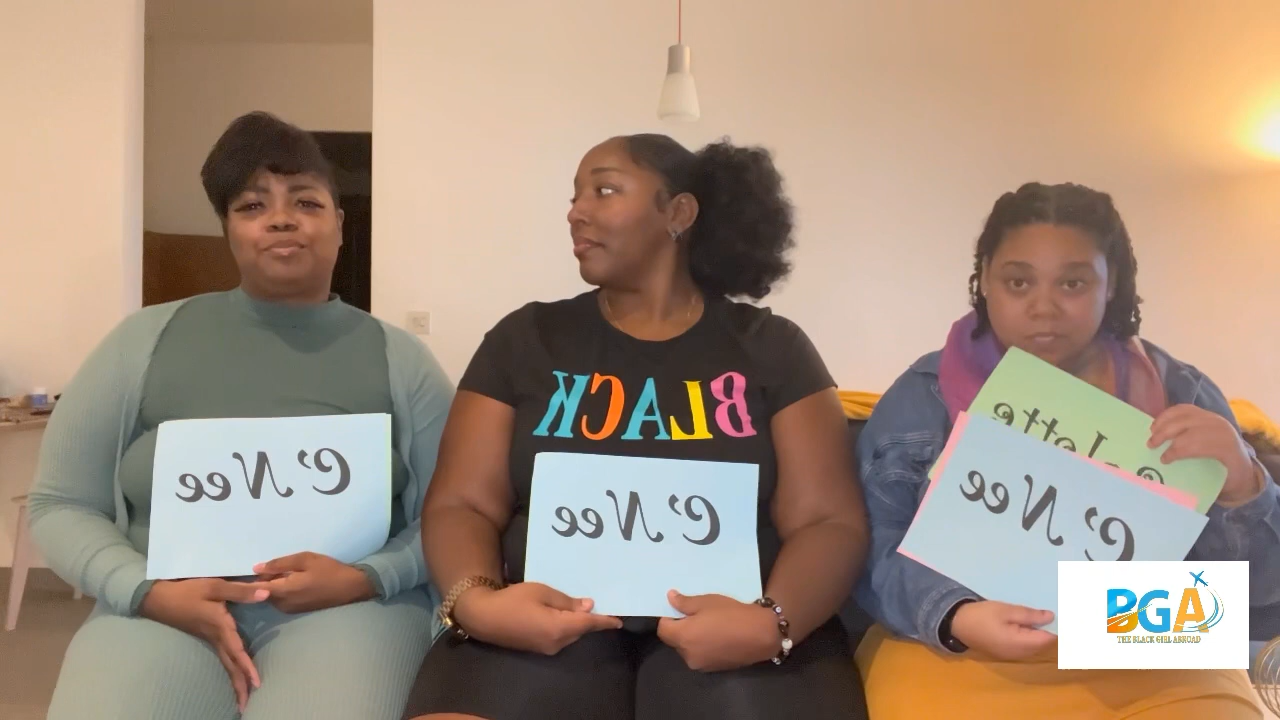 BLACK
C'Nee
C'Nee
C'Nee
BGA
THE BLACK GIRL ABROAD